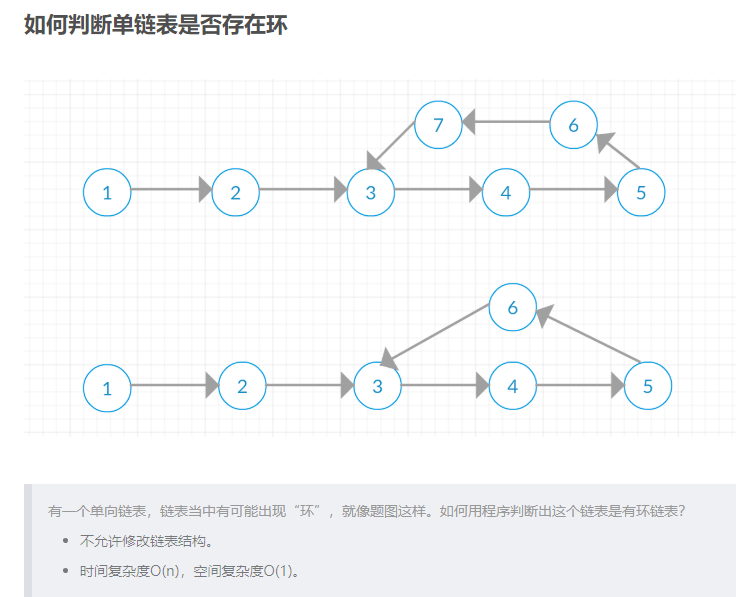 如何判断单链表是否存在环
7 6
1 2 3 4 5
6
1 2 3 4 5
有一个单向链表，链表当中有可能出现“环”，就像题图这样。如何用程序判断出这个链表是有环链表？
不允许修改链表结构。
时间复杂度O(n)，空间复杂度O(1)。